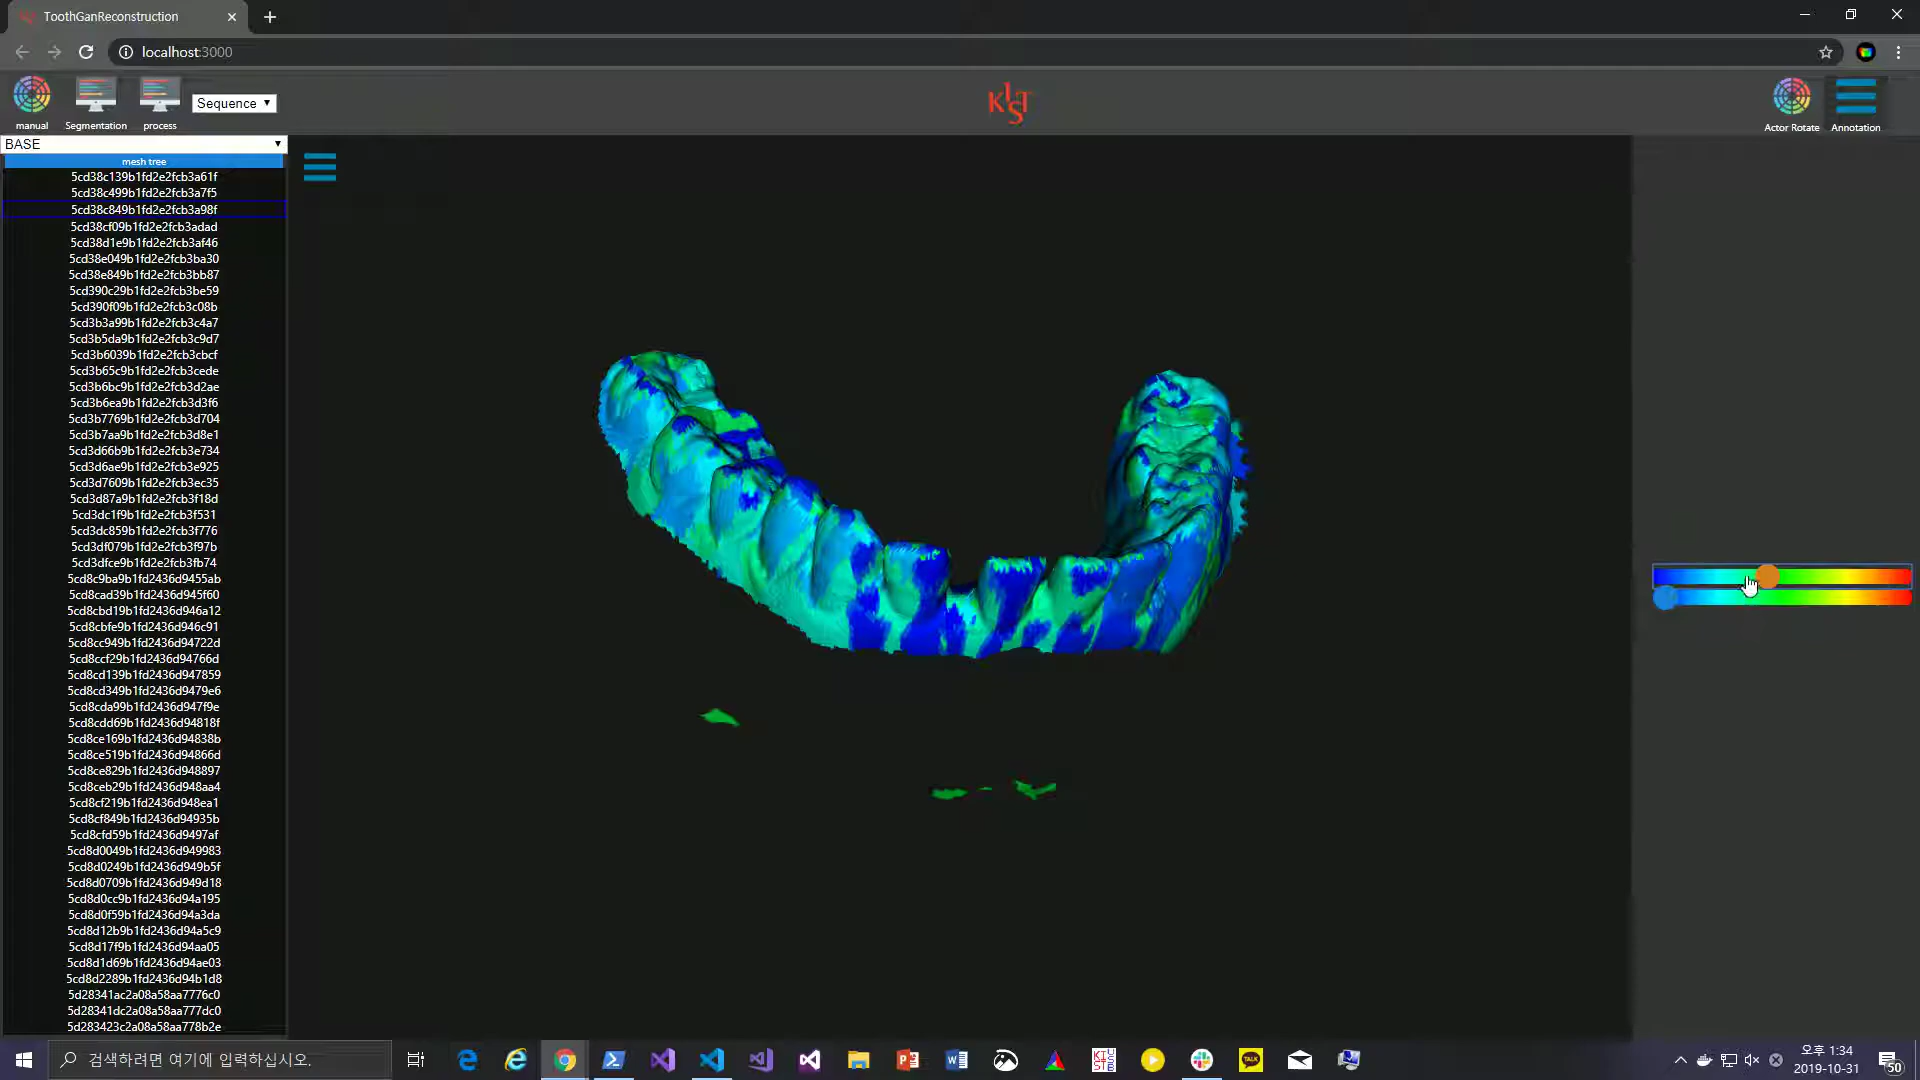 ToothGanReconstruction
localhost:3000
manual
Segmentation
process
Sequence
KIST
Actor Rotate
Annotation
BASE
mesh tree
5cd38c139b1fd2e2fcb3a61f
5cd38c499b1fd2e2fcb3a7f5
5cd38c849b1fd2e2fcb3a98f
5cd38cf09b1fd2e2fcb3adad
5cd38d1e9b1fd2e2fcb3af46
5cd38e049b1fd2e2fcb3ba30
5cd38e849b1fd2e2fcb3bb87
5cd390c29b1fd2e2fcb3be59
5cd390f09b1fd2e2fcb3c08b
5cd3b3a99b1fd2e2fcb3c4a7
5cd3b5da9b1fd2e2fcb3c9d7
5cd3b6039b1fd2e2fcb3cbcf
5cd3b65c9b1fd2e2fcb3cede
5cd3b6bc9b1fd2e2fcb3d2ae
5cd3b6ea9b1fd2e2fcb3d3f6
5cd3b7769b1fd2e2fcb3d704
5cd3b7aa9b1fd2e2fcb3d8e1
5cd3d66b9b1fd2e2fcb3e734
5cd3d6ae9b1fd2e2fcb3e925
5cd3d7609b1fd2e2fcb3ec35
5cd3d87a9b1fd2e2fcb3f18d
5cd3dc1f9b1fd2e2fcb3f531
5cd3dc859b1fd2e2fcb3f776
5cd3df079b1fd2e2fcb3f97b
5cd3dfce9b1fd2e2fcb3fb74
5cd8c9ba9b1fd2436d9455ab
5cd8cad39b1fd2436d945f60
5cd8cbd19b1fd2436d946a12
5cd8cbfe9b1fd2436d946c91
5cd8cc949b1fd2436d94722d
5cd8ccf29b1fd2436d94766d
5cd8cd139b1fd2436d947859
5cd8cd349b1fd2436d9479e6
5cd8cda99b1fd2436d947f9e
5cd8cdd69b1fd2436d94818f
5cd8ce169b1fd2436d94838b
5cd8ce519b1fd2436d94866d
5cd8ce829b1fd2436d948897
5cd8ceb29b1fd2436d948aa4
5cd8cf219b1fd2436d948ea1
5cd8cf849b1fd2436d94935b
5cd8cfd59b1fd2436d9497af
5cd8d0049b1fd2436d949983
5cd8d0249b1fd2436d949b5f
5cd8d0709b1fd2436d949d18
5cd8d0cc9b1fd2436d94a195
5cd8d0f59b1fd2436d94a3da
5cd8d12b9b1fd2436d94a5c9
5cd8d17f9b1fd2436d94aa05
5cd8d1d69b1fd2436d94ae03
5cd8d2289b1fd2436d94b1d8
5d28341ac2a08a58aa7776c0
5d28341dc2a08a58aa777dc0
5d283423c2a08a58aa778b2e
검색하려면 여기에 입력하십시오.
오후 1:34
2019-10-31
50